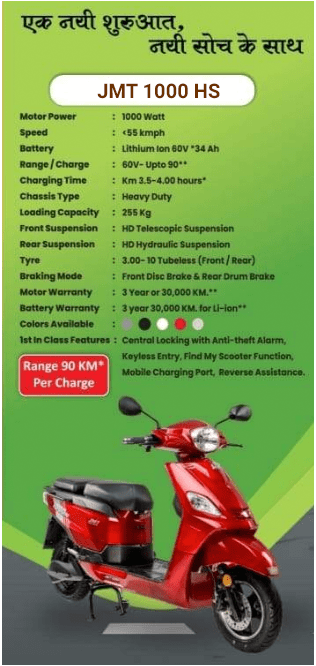 एक नयी शुरुआत,
नयी सोच के साथ
JMT 1000 HS
Motor Power : 1000 Watt
Speed : <55 kmph
Battery : Lithium Ion 60V *34 Ah
Range / Charge : 60V- Upto 90**
Charging Time : Km 3.5-4.00 hours*
Chassis Type : Heavy Duty
Loading Capacity : 255 Kg
Front Suspension : HD Telescopic Suspension
Rear Suspension : HD Hydraulic Suspension
Tyre : 3.00- 10 Tubeless (Front / Rear)
Braking Mode : Front Disc Brake & Rear Drum Brake
Motor Warranty : 3 Year or 30,000 KM.**
Battery Warranty : 3 year 30,000 KM. for Li-ion**
Colors Available :
1st In Class Features : Central Locking with Anti-theft Alarm,
Keyless Entry, Find My Scooter Function,
Mobile Charging Port, Reverse Assistance.
Range 90 KM*
Per Charge